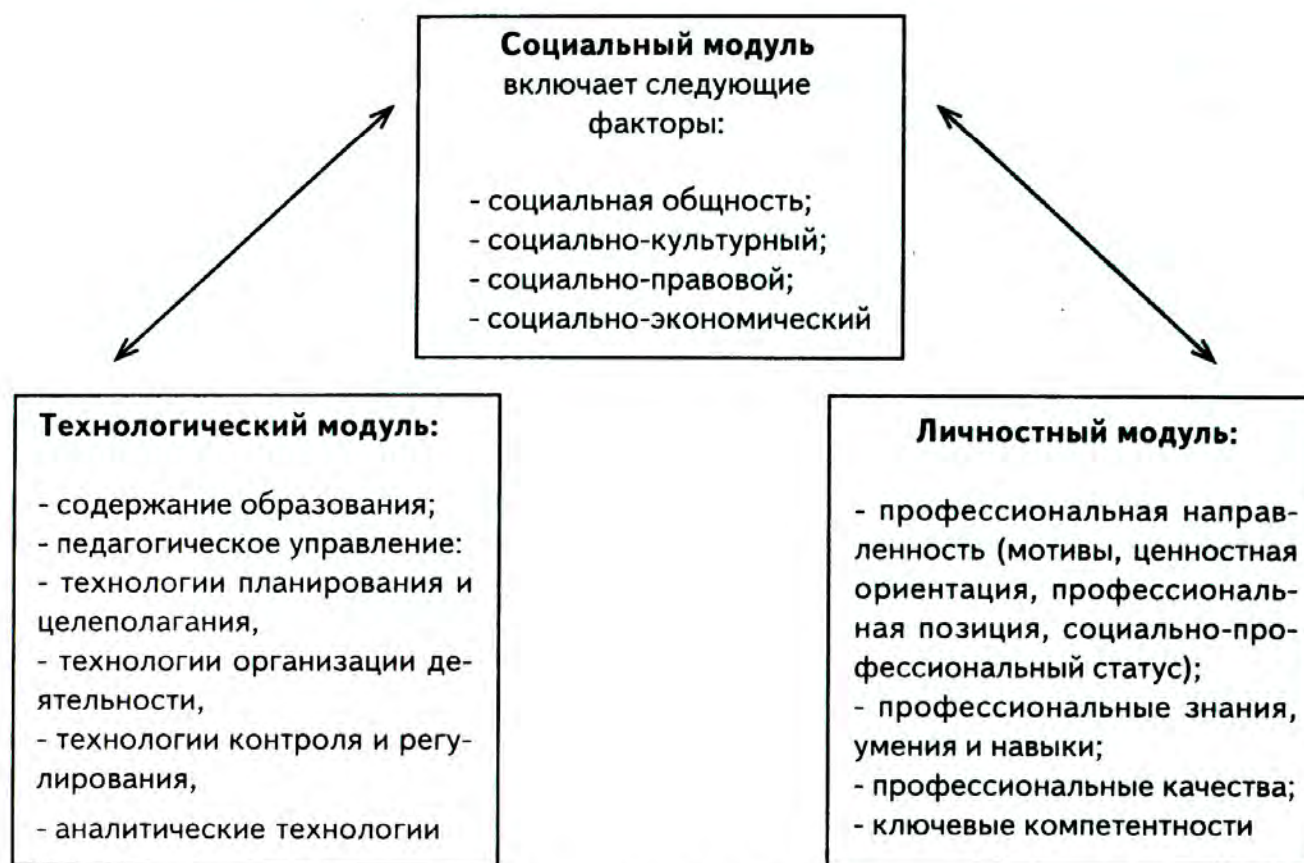 Социальный модуль
включает следующие
факторы:
- социальная общность;
- социально-культурный;
- социально-правовой;
- социально-экономический
Технологический модуль:
- содержание образования;
- педагогическое управление:
- технологии планирования и
целеполагания,
- технологии организации де-
ятельности,
- технологии контроля и регу-
лирования,
- аналитические технологии
Личностный модуль:
- профессиональная направ-
ленность (мотивы, ценностная
ориентация, профессиональ-
ная позиция, социально-про-
фессиональный статус);
- профессиональные знания,
умения и навыки;
- профессиональные качества;
- ключевые компетентности